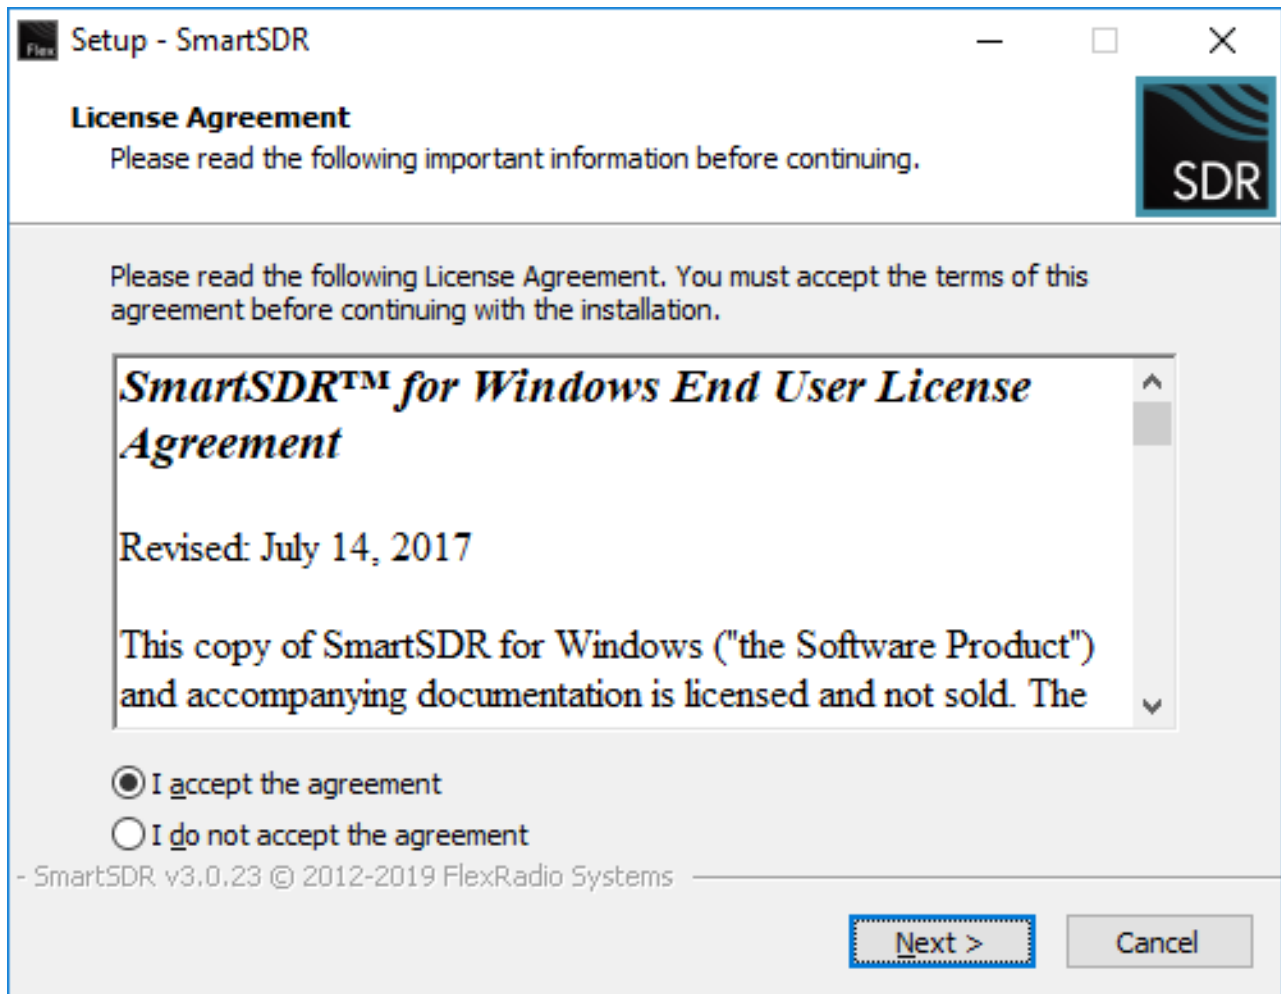 Flex
Setup - SmartSDR
License Agreement
Please read the following important information before continuing.
SDR
Please read the following License Agreement. You must accept the terms of this
agreement before continuing with the installation.
SmartSDR™ for Windows End User License
Agreement
Revised: July 14, 2017
This copy of SmartSDR for Windows ("the Software Product")
and accompanying documentation is licensed and not sold. The
I accept the agreement
I do not accept the agreement
- SmartSDR v3.0.23 © 2012-2019 FlexRadio Systems
Next >
Cancel